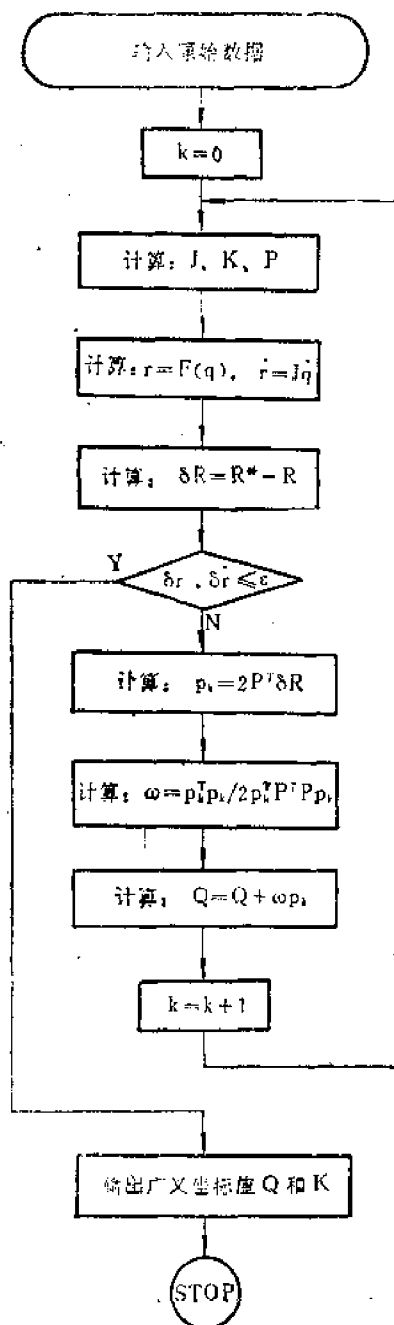 输入原始数据
k=0
计算：J、K、P
计算：r=F(q)，ṙ=Jq̇
计算：δR=R*-R
Y
δr、δṙ≤ε
N
计算：pₖ=2PᵀδR
计算：ω=pₖᵀpₖ/2pₖᵀPᵀPpₖ
计算：Q=Q+ωpₖ
k=k+1
输出广义坐标值Q和K
STOP